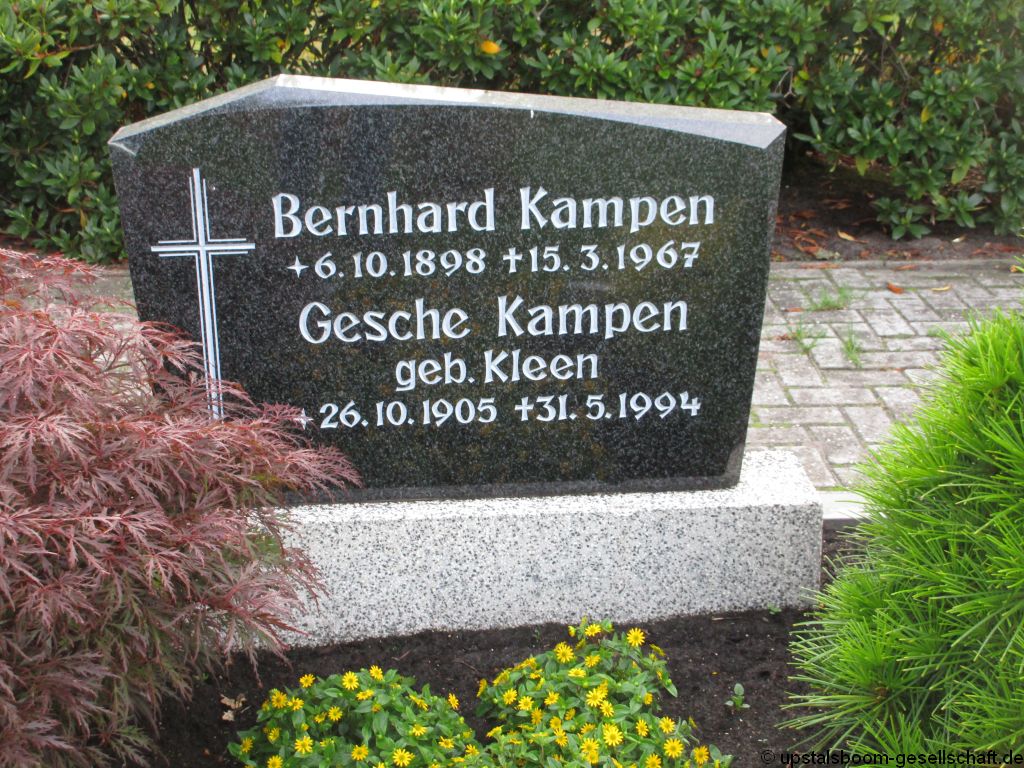 Bernhard Kampen
✦6.10.1898 ✝15.3.1967
Gesche Kampen
geb. Kleen
✦26.10.1905 ✝31.5.1994
© upstalsboom-gesellschaft.de